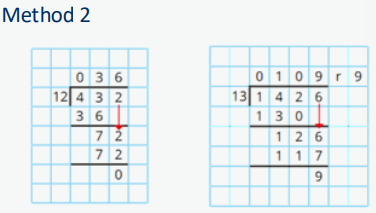 Method 2
0 3 6
12 4 3 2
3 6
7 2
7 2
0
0 1 0 9 r 9
13 1 4 2 6
1 3 0
1 2 6
1 1 7
9